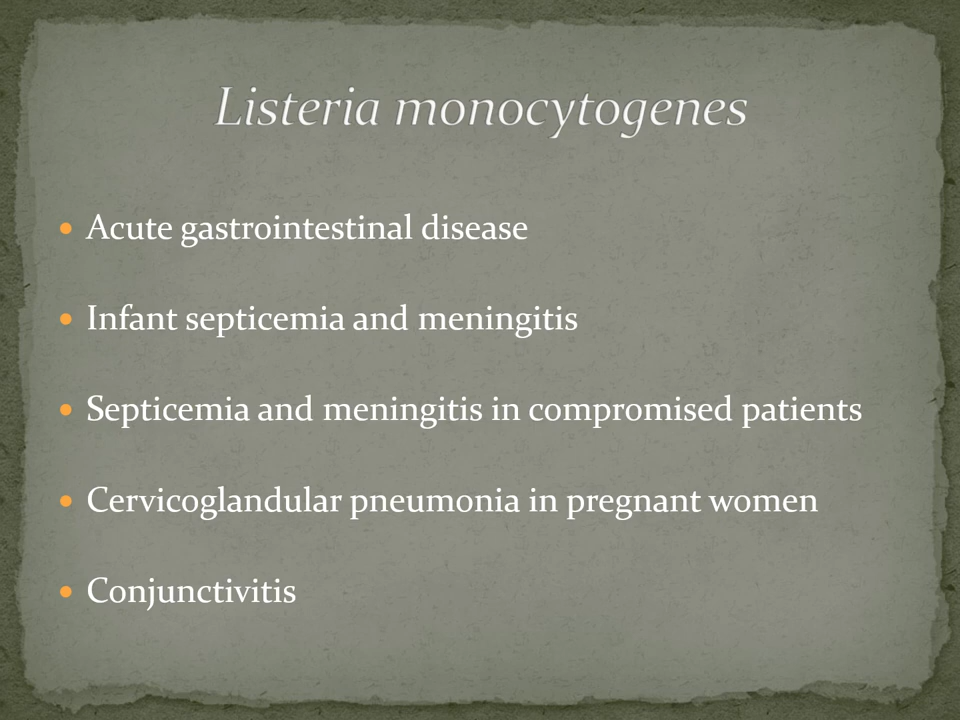 Listeria monocytogenes
Acute gastrointestinal disease
Infant septicemia and meningitis
Septicemia and meningitis in compromised patients
Cervicoglandular pneumonia in pregnant women
Conjunctivitis